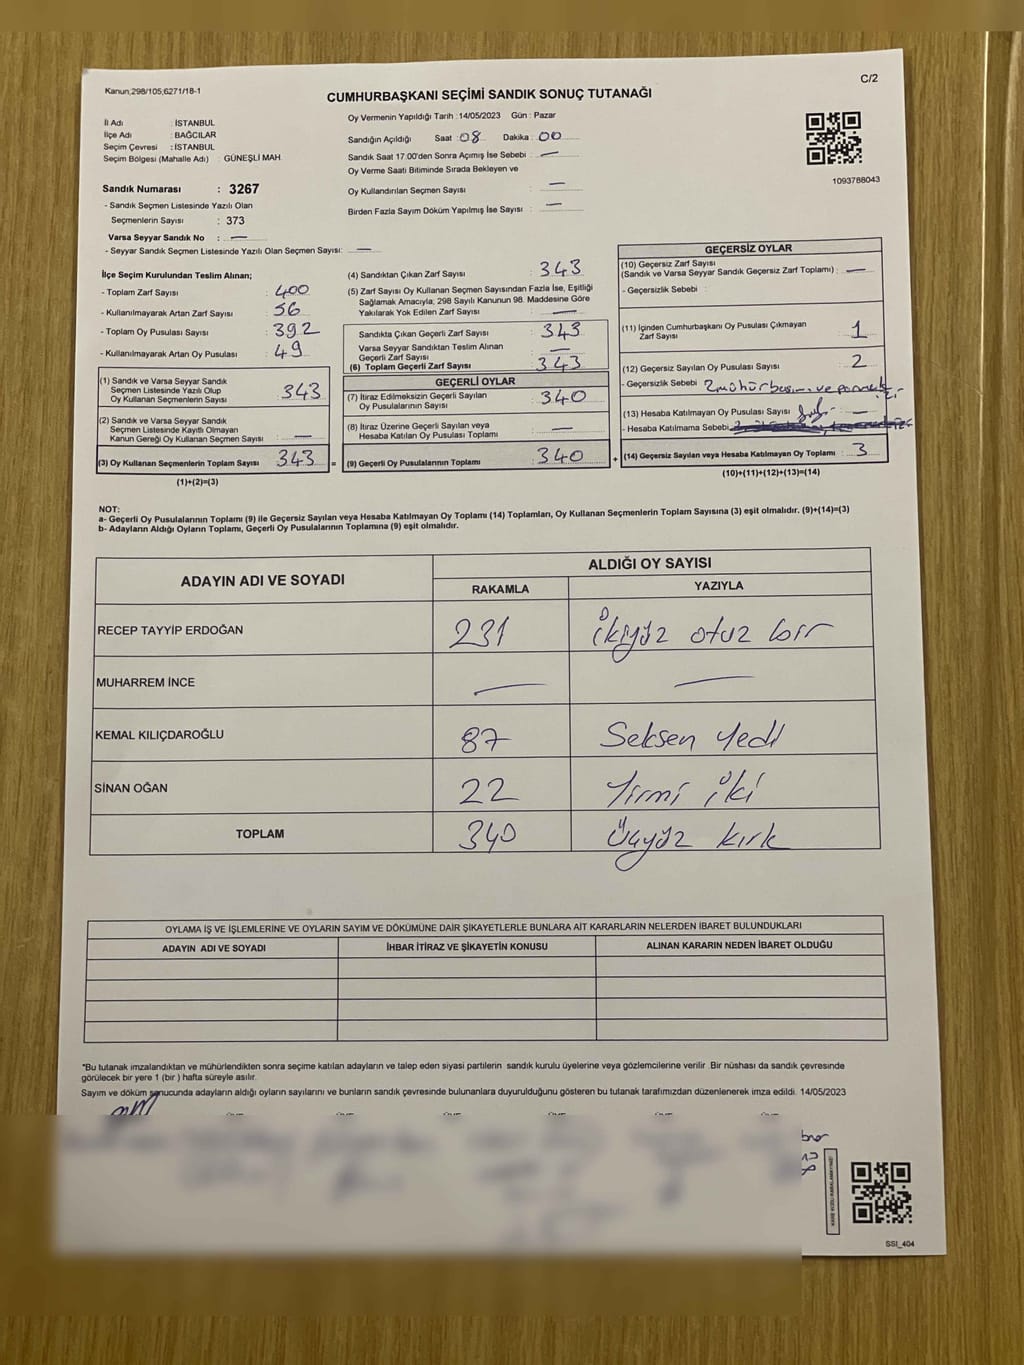 Kanun,298/105;6271/18-1
C/2
CUMHURBAŞKANI SEÇİMİ SANDIK SONUÇ TUTANAĞI
İl Adı : İSTANBUL
İlçe Adı : BAĞCILAR
Seçim Çevresi : İSTANBUL
Seçim Bölgesi (Mahalle Adı) : GÜNEŞLİ MAH.
Oy Vermenin Yapıldığı Tarih :14/05/2023 Gün : Pazar
Sandığın Açıldığı Saat :08 Dakika :00
Sandık Saat 17.00'den Sonra Açımış İse Sebebi : —
Oy Verme Saati Bitiminde Sırada Bekleyen ve
Oy Kullandırılan Seçmen Sayısı : —
Birden Fazla Sayım Döküm Yapılmış İse Sayısı : —
1093788043
Sandık Numarası : 3267
- Sandık Seçmen Listesinde Yazılı Olan
Seçmenlerin Sayısı : 373
Varsa Seyyar Sandık No : —
- Seyyar Sandık Seçmen Listesinde Yazılı Olan Seçmen Sayısı: —
İlçe Seçim Kurulundan Teslim Alınan;
- Toplam Zarf Sayısı : 400
- Kullanılmayarak Artan Zarf Sayısı : 56
- Toplam Oy Pusulası Sayısı : 392
- Kullanılmayarak Artan Oy Pusulası : 49
(1) Sandık ve Varsa Seyyar Sandık
Seçmen Listesinde Yazılı Olup
Oy Kullanan Seçmenlerin Sayısı : 343
(2) Sandık ve Varsa Seyyar Sandık
Seçmen Listesinde Kayıtlı Olmayan
Kanun Gereği Oy Kullanan Seçmen Sayısı : —
(3) Oy Kullanan Seçmenlerin Toplam Sayısı : 343 =
(1)+(2)=(3)
(4) Sandıktan Çıkan Zarf Sayısı : 343
(5) Zarf Sayısı Oy Kullanan Seçmen Sayısından Fazla İse, Eşitliği
Sağlamak Amacıyla; 298 Sayılı Kanunun 98. Maddesine Göre
Yakılarak Yok Edilen Zarf Sayısı : —
Sandıkta Çıkan Geçerli Zarf Sayısı : 343
Varsa Seyyar Sandıktan Teslim Alınan
Geçerli Zarf Sayısı : —
(6) Toplam Geçerli Zarf Sayısı : 343
GEÇERLİ OYLAR
(7) İtiraz Edilmeksizin Geçerli Sayılan
Oy Pusulalarının Sayısı : 340
(8) İtiraz Üzerine Geçerli Sayılan veya
Hesaba Katılan Oy Pusulası Toplamı : —
(9) Geçerli Oy Pusulalarının Toplamı : 340 +
GEÇERSİZ OYLAR
(10) Geçersiz Zarf Sayısı
(Sandık ve Varsa Seyyar Sandık Geçersiz Zarf Toplamı) : —
- Geçersizlik Sebebi :
(11) İçinden Cumhurbaşkanı Oy Pusulası Çıkmayan
Zarf Sayısı : 1
(12) Geçersiz Sayılan Oy Pusulası Sayısı : 2
- Geçersizlik Sebebi
(13) Hesaba Katılmayan Oy Pusulası Sayısı —
- Hesaba Katılmama Sebebi
(14) Geçersiz Sayılan veya Hesaba Katılmayan Oy Toplamı : 3
(10)+(11)+(12)+(13)=(14)
NOT:
a- Geçerli Oy Pusulalarının Toplamı (9) ile Geçersiz Sayılan veya Hesaba Katılmayan Oy Toplamı (14) Toplamları, Oy Kullanan Seçmenlerin Toplam Sayısına (3) eşit olmalıdır. (9)+(14)=(3)
b- Adayların Aldığı Oyların Toplamı, Geçerli Oy Pusulalarının Toplamına (9) eşit olmalıdır.
ADAYIN ADI VE SOYADI ALDIĞI OY SAYISI
RAKAMLA YAZIYLA
RECEP TAYYİP ERDOĞAN 231 İkiyüz otuz bir
MUHARREM İNCE — —
KEMAL KILIÇDAROĞLU 87 Seksen Yedi
SİNAN OĞAN 22 Yirmi iki
TOPLAM 340 Üçyüz kırk
OYLAMA İŞ VE İŞLEMLERİNE VE OYLARIN SAYIM VE DÖKÜMÜNE DAİR ŞİKAYETLERLE BUNLARA AİT KARARLARIN NELERDEN İBARET BULUNDUKLARI
ADAYIN ADI VE SOYADI İHBAR İTİRAZ VE ŞİKAYETİN KONUSU ALINAN KARARIN NEDEN İBARET OLDUĞU
*Bu tutanak imzalandıktan ve mühürlendikten sonra seçime katılan adayların ve talep eden siyasi partilerin sandık kurulu üyelerine veya gözlemcilerine verilir. Bir nüshası da sandık çevresinde
görülecek bir yere 1 (bir) hafta süreyle asılır.
Sayım ve döküm sonucunda adayların aldığı oyların sayılarını ve bunların sandık çevresinde bulunanlara duyurulduğunu gösteren bu tutanak tarafımızdan düzenlenerek imza edildi. 14/05/2023
SSI_404